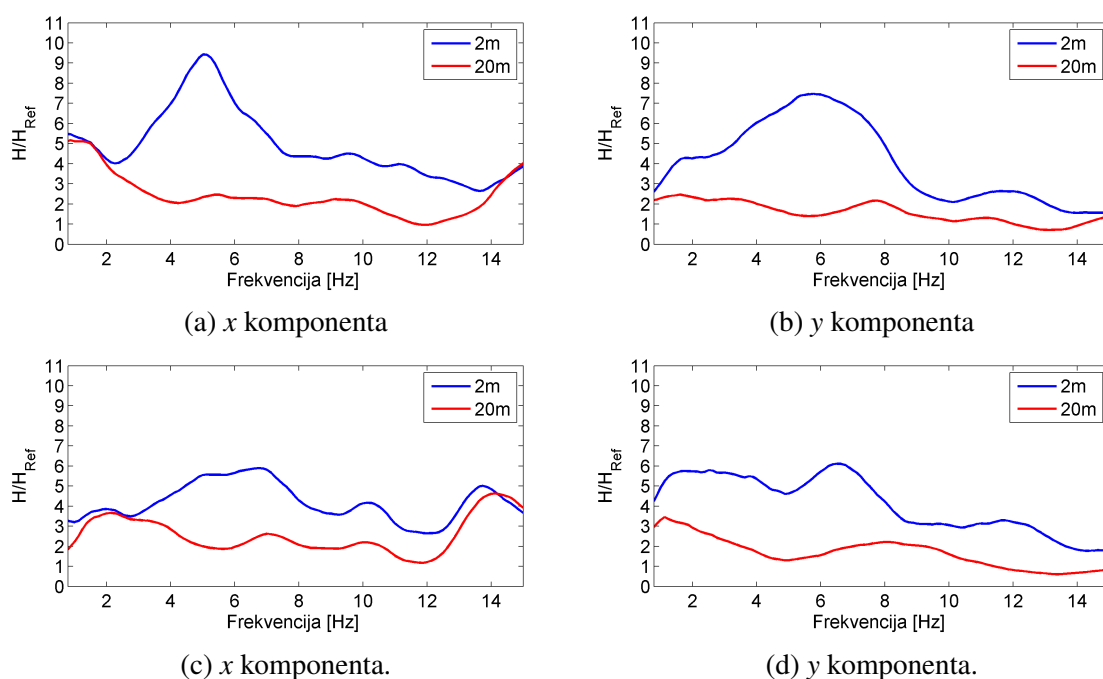 11
10
9
8
7
6
5
4
3
2
1
0
H/H_Ref
2m
20m
2 4 6 8 10 12 14
Frekvencija [Hz]
(a) x komponenta
11
10
9
8
7
6
5
4
3
2
1
0
H/H_Ref
2m
20m
2 4 6 8 10 12 14
Frekvencija [Hz]
(b) y komponenta
11
10
9
8
7
6
5
4
3
2
1
0
H/H_Ref
2m
20m
2 4 6 8 10 12 14
Frekvencija [Hz]
(c) x komponenta.
11
10
9
8
7
6
5
4
3
2
1
0
H/H_Ref
2m
20m
2 4 6 8 10 12 14
Frekvencija [Hz]
(d) y komponenta.